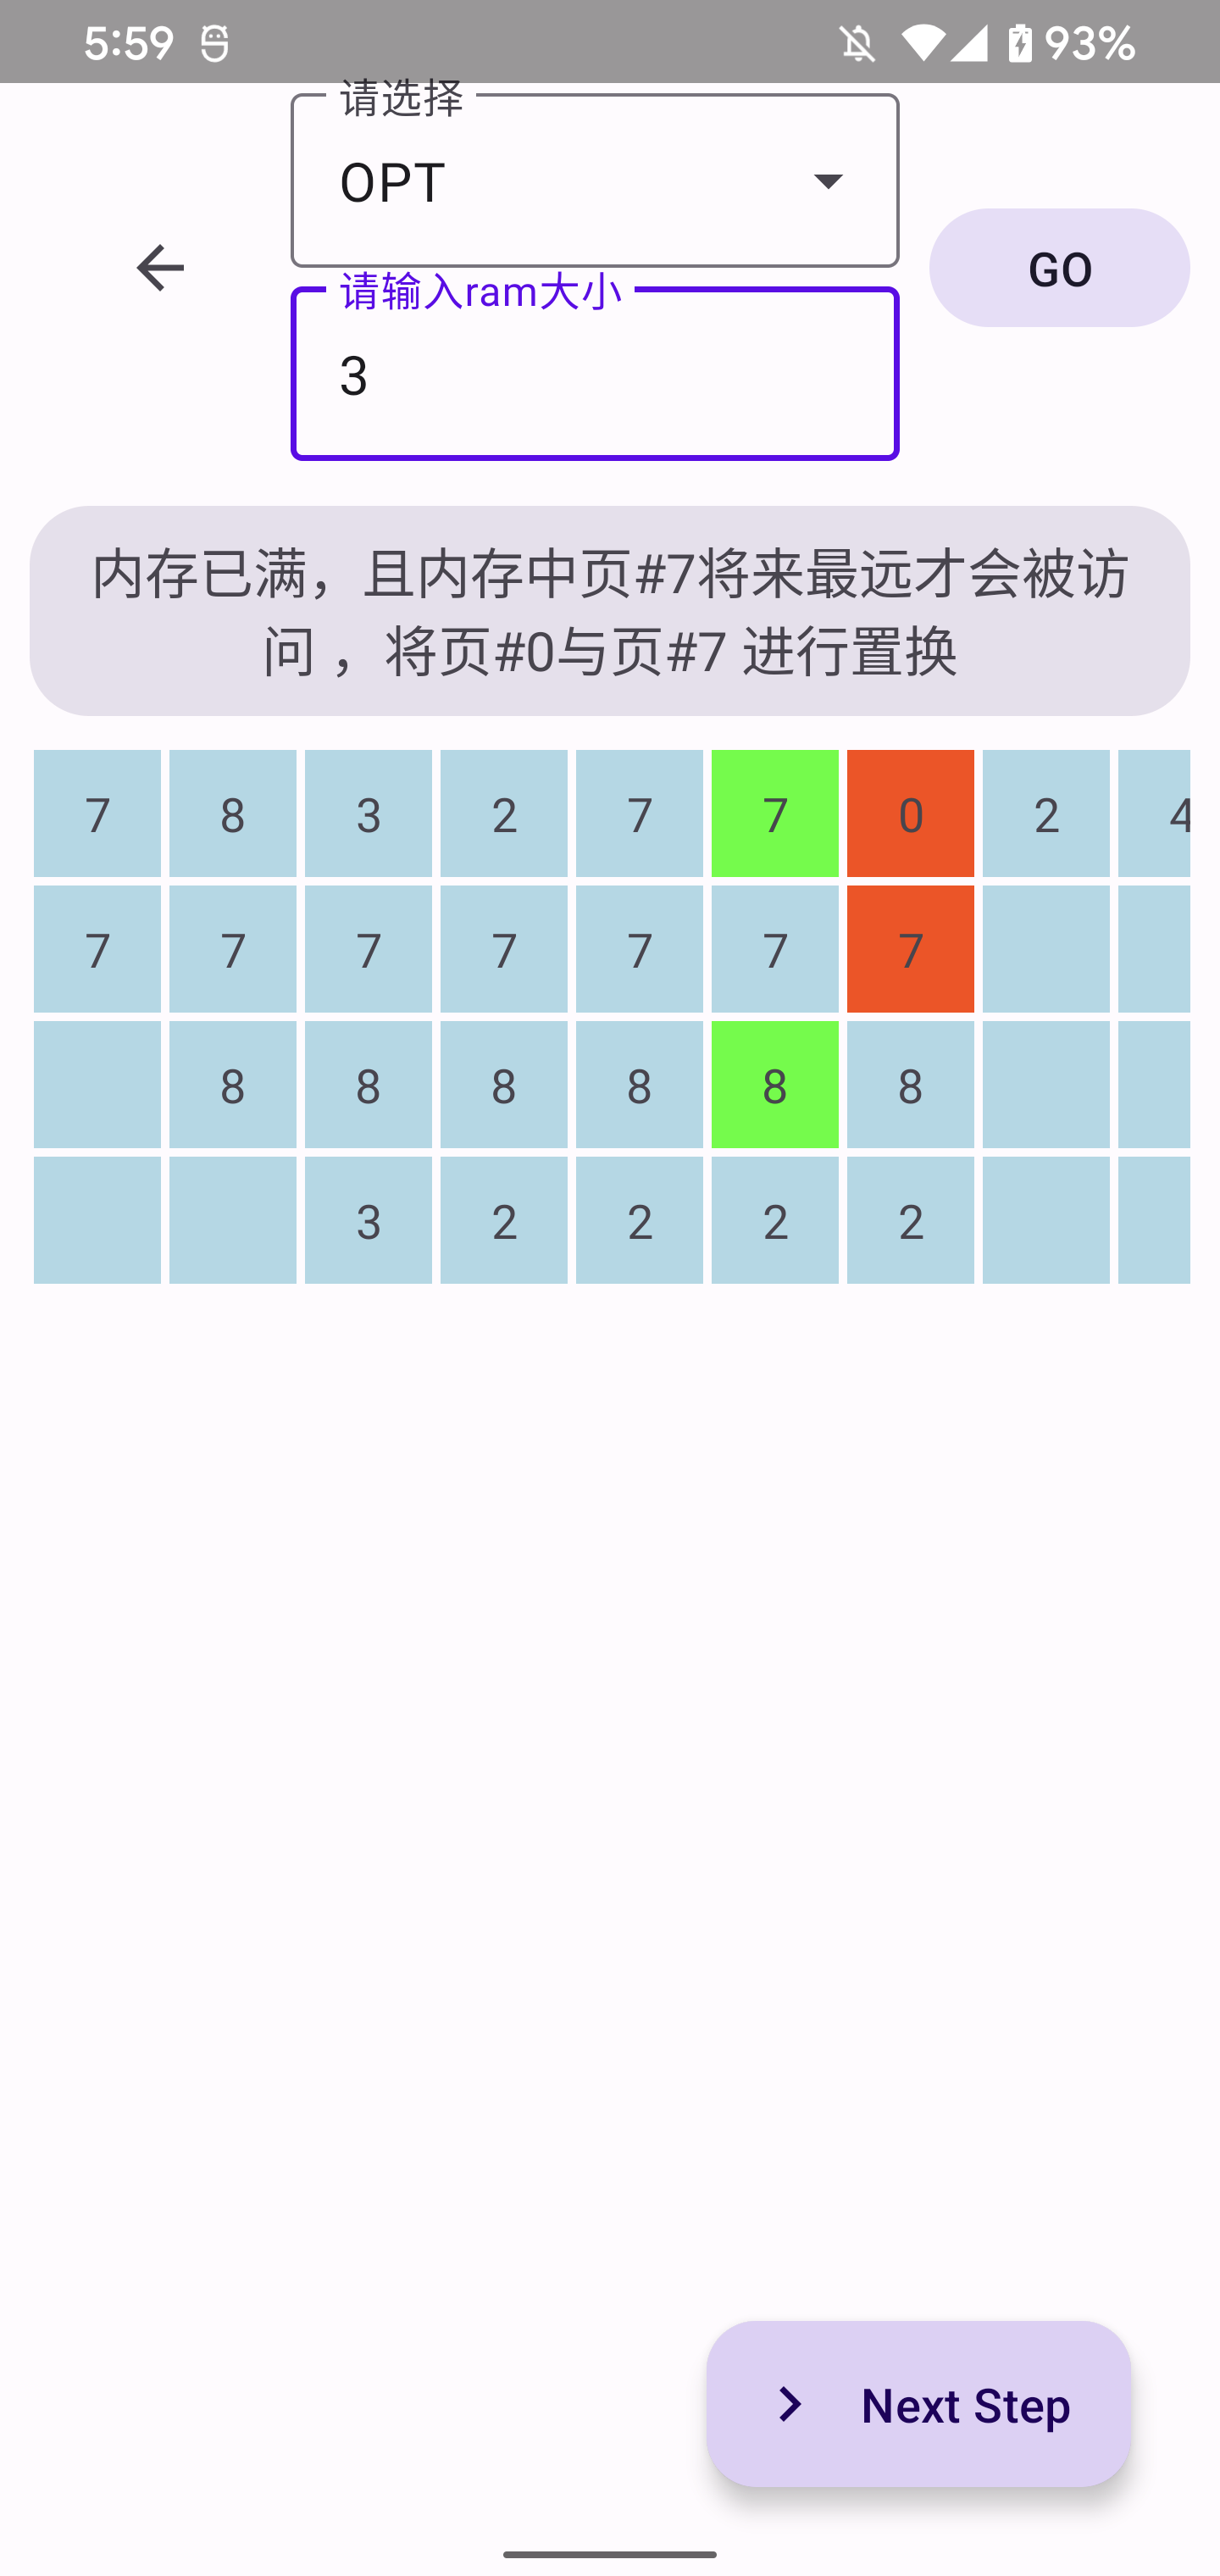 5:59 93%
请选择
OPT
GO
请输入ram大小
3
内存已满，且内存中页#7将来最远才会被访
问 ，将页#0与页#7 进行置换
7 8 3 2 7 7 0 2 4
7 7 7 7 7 7 7
8 8 8 8 8 8
3 2 2 2 2
Next Step